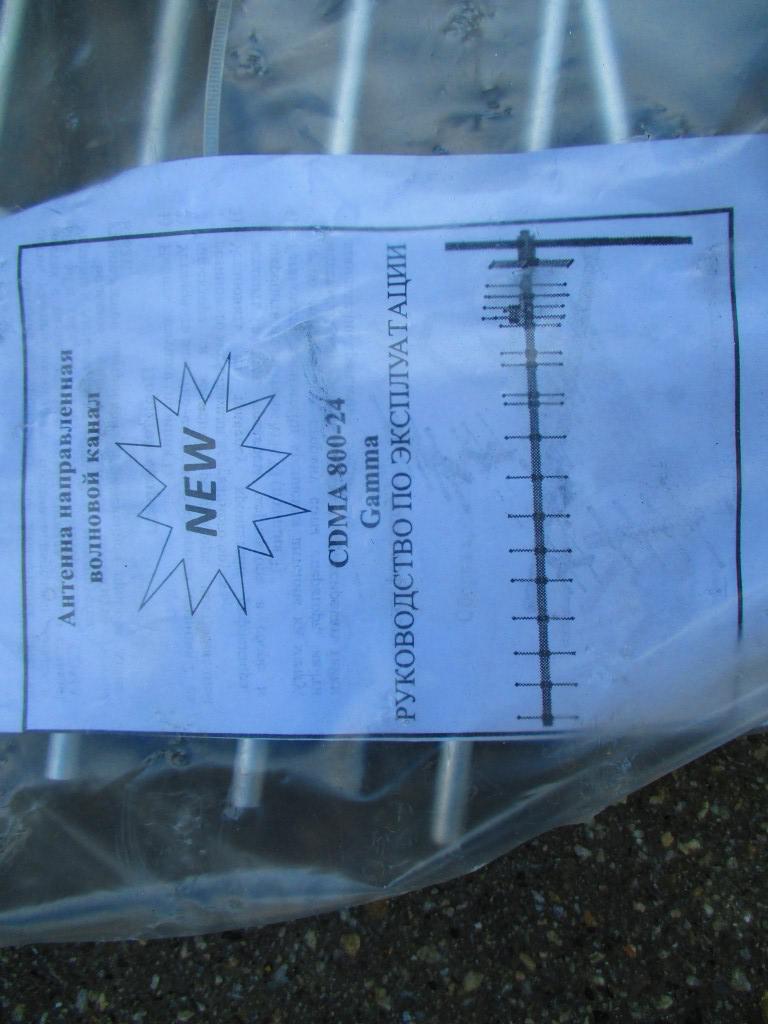 Антенна направленная
волновой канал
NEW
CDMA 800-24
Gamma
РУКОВОДСТВО ПО ЭКСПЛУАТАЦИИ